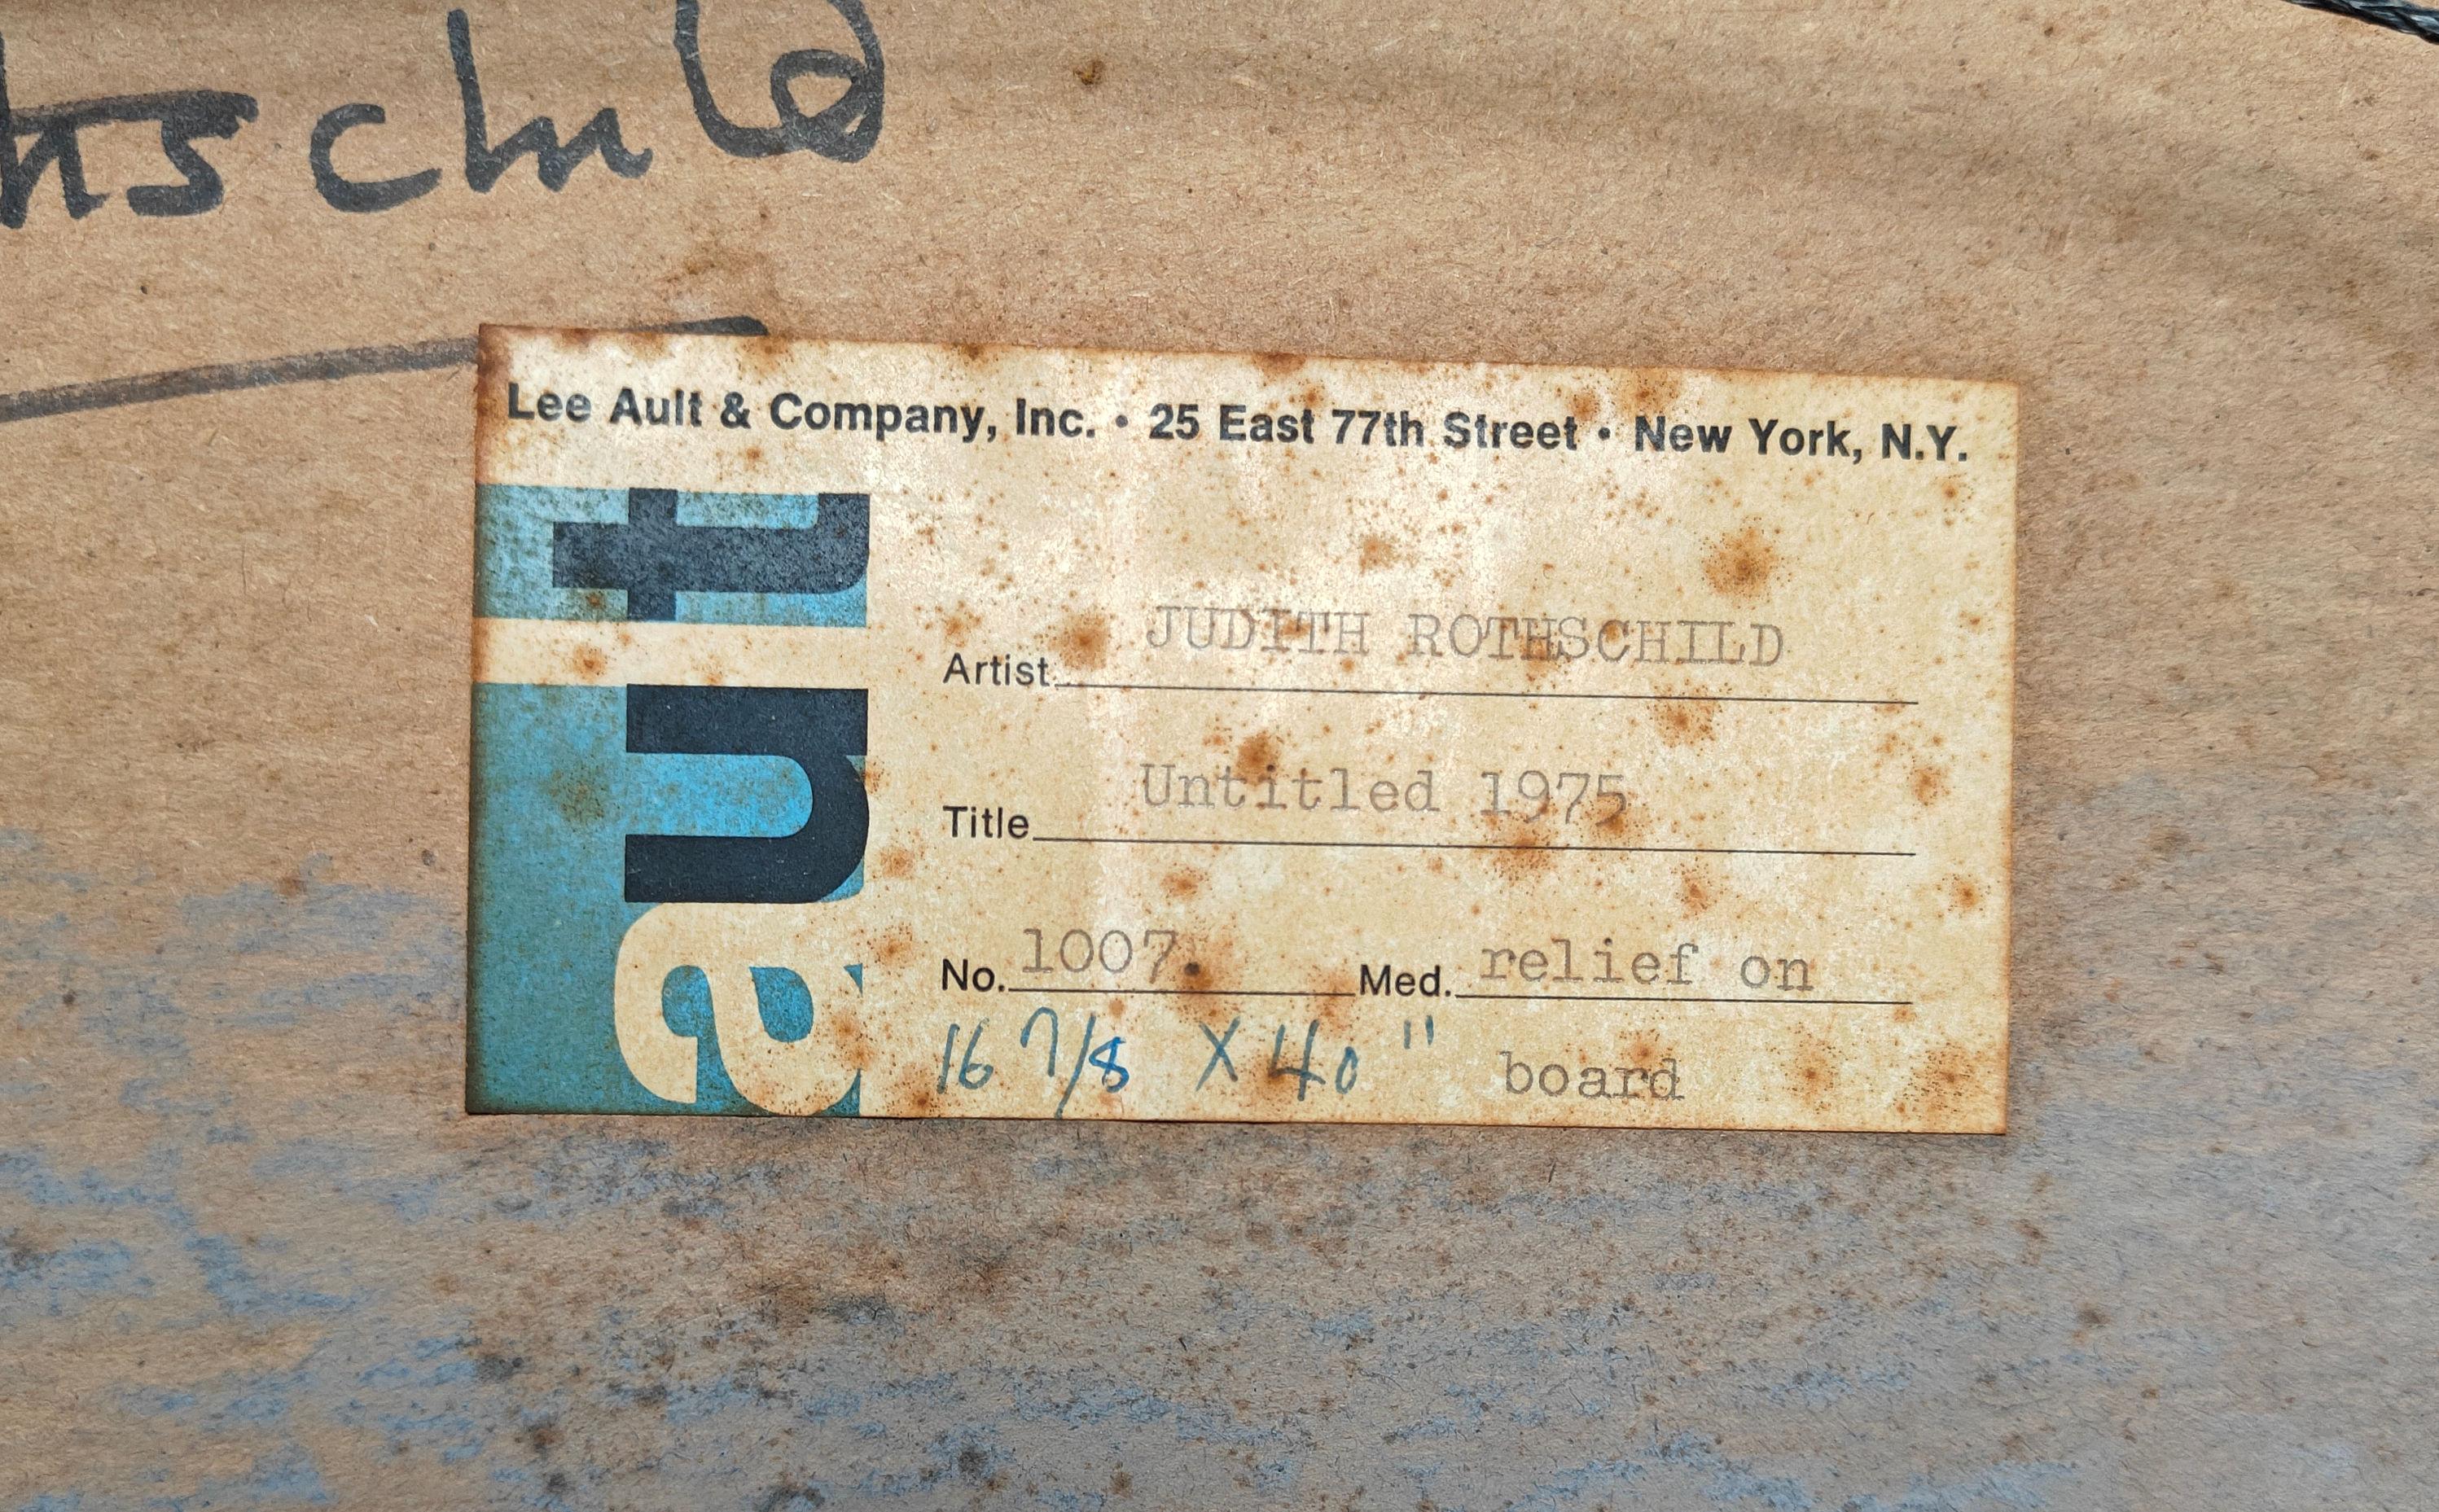 hschild
Lee Ault & Company, Inc. • 25 East 77th Street • New York, N.Y.
ault
Artist JUDITH ROTHSCHILD
Title Untitled 1975
No. 1007. Med. relief on
16 7/8 X 40" board